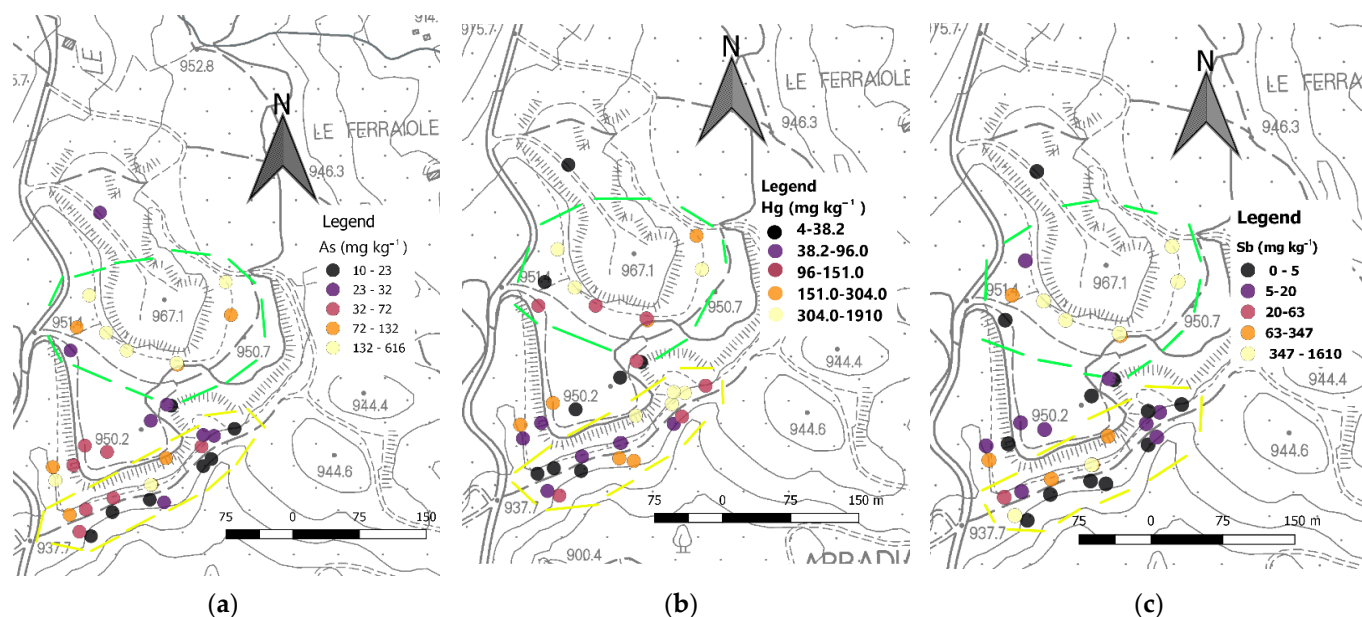 952.8
914.
LE
5.7
N
LE FERRAIOLE
946.3
Legend
As (mg kg⁻¹)
10 - 23
23 - 32
32 - 72
72 - 132
132 - 616
967.1
951.4
950.7
950.2
944.4
944.6
937.7
75 0 75 150
(a)
975.7
N
LE FERRAIOLE
946.3
Legend
Hg (mg kg⁻¹)
4-38.2
38.2-96.0
96-151.0
151.0-304.0
304.0-1910
967.1
951.4
950.7
950.2
944.4
944.6
937.7
75 0 75 150 m
900.4
(b)
5.7
N
LE FERRAIOLE
946.3
Legend
Sb (mg kg⁻¹)
0 - 5
5-20
20-63
63-347
347 - 1610
967.1
951.4
950.7
950.2
944.4
944.6
937.7
75 0 75 150 m
(c)